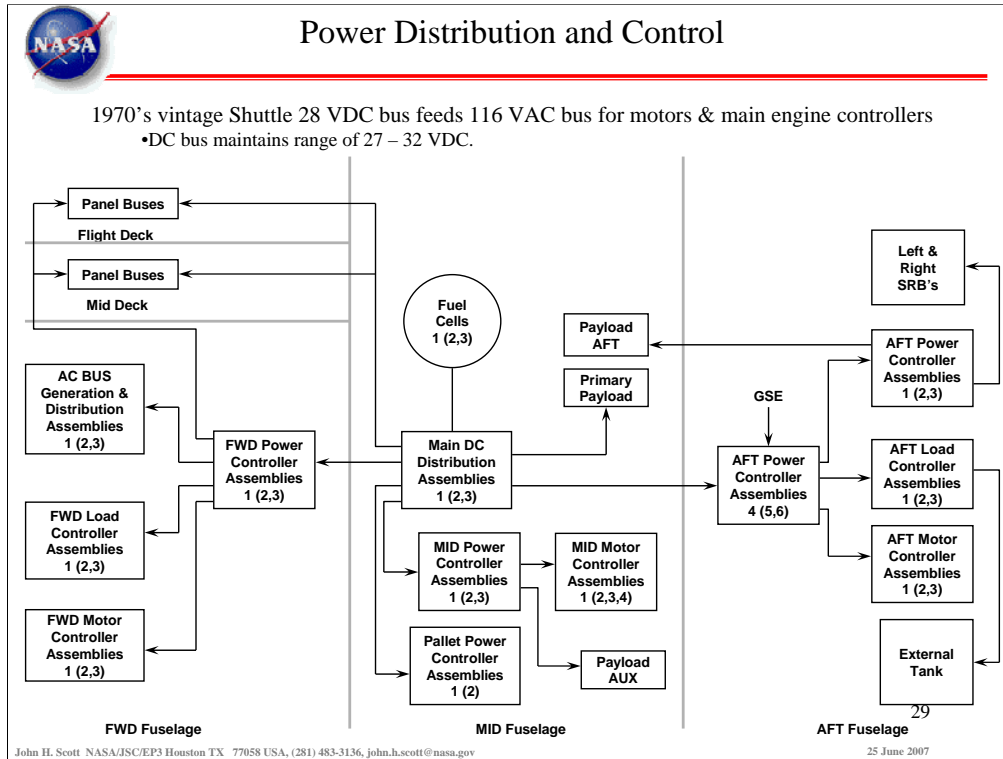 NASA
Power Distribution and Control
1970's vintage Shuttle 28 VDC bus feeds 116 VAC bus for motors & main engine controllers
•DC bus maintains range of 27 – 32 VDC.
Panel Buses
Flight Deck
Panel Buses
Mid Deck
AC BUS
Generation &
Distribution
Assemblies
1 (2,3)
FWD Load
Controller
Assemblies
1 (2,3)
FWD Motor
Controller
Assemblies
1 (2,3)
FWD Power
Controller
Assemblies
1 (2,3)
FWD Fuselage
Fuel
Cells
1 (2,3)
Main DC
Distribution
Assemblies
1 (2,3)
Payload
AFT
Primary
Payload
MID Power
Controller
Assemblies
1 (2,3)
MID Motor
Controller
Assemblies
1 (2,3,4)
Pallet Power
Controller
Assemblies
1 (2)
Payload
AUX
MID Fuselage
GSE
AFT Power
Controller
Assemblies
4 (5,6)
Left &
Right
SRB's
AFT Power
Controller
Assemblies
1 (2,3)
AFT Load
Controller
Assemblies
1 (2,3)
AFT Motor
Controller
Assemblies
1 (2,3)
External
Tank
29
AFT Fuselage
John H. Scott NASA/JSC/EP3 Houston TX 77058 USA, (281) 483-3136, john.h.scott@nasa.gov
25 June 2007